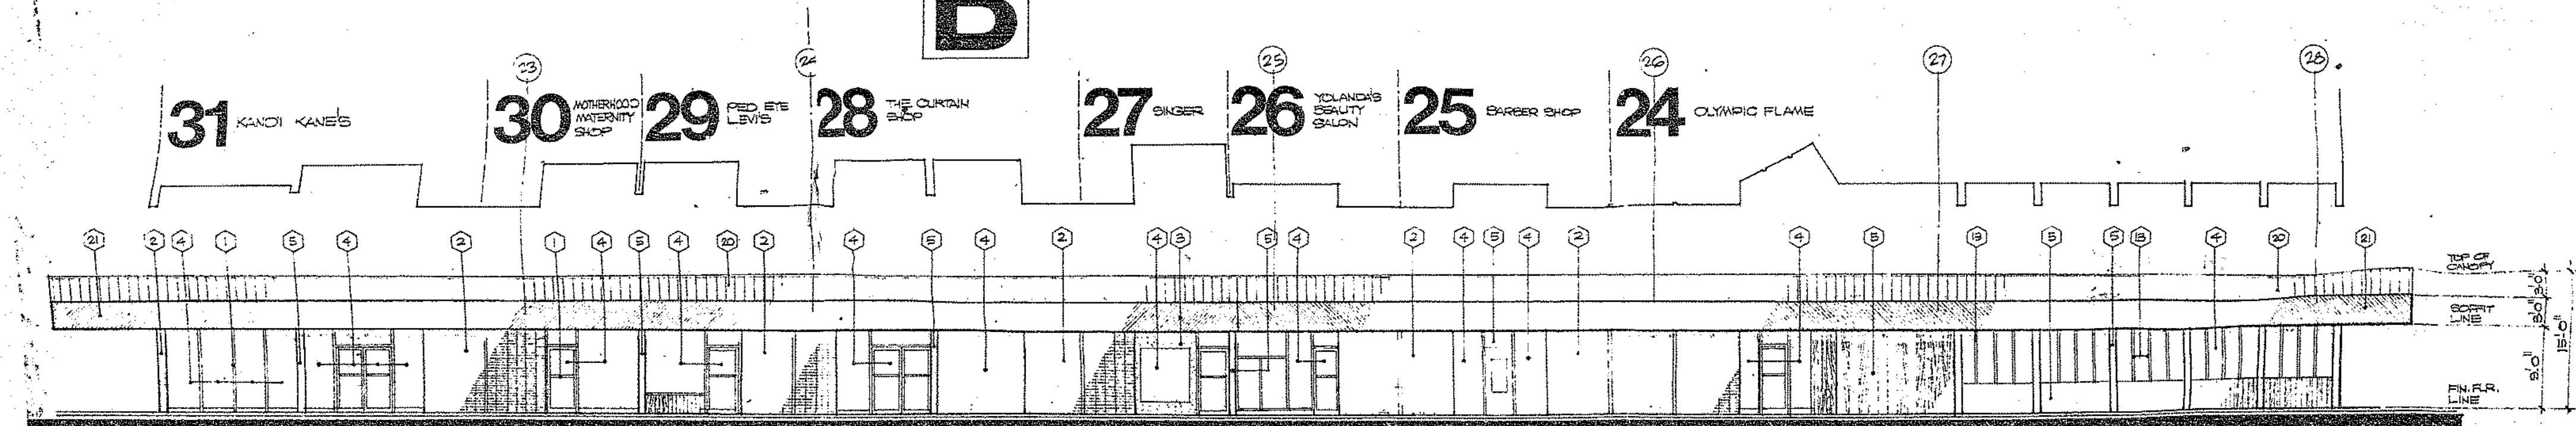 B
23
24
25
26
27
28
31 KANDI KANE'S
30 MOTHERHOOD
MATERNITY
SHOP
29 RED EYE
LEVI'S
28 THE CURTAIN
SHOP
27 SINGER
26 YOLANDA'S
BEAUTY
SALON
25 BARBER SHOP
24 OLYMPIC FLAME
21 2 4 1 5 4 2 1 4 5 4 20 2 4 5 4 2 4 3 5 4 2 4 5 4 2 4 5 13 5 5 13 4 20 21
TOP OF
CANOPY
3'0"
SOFFIT
LINE
3'0"
15'0"
9'0"
FIN. FLR.
LINE